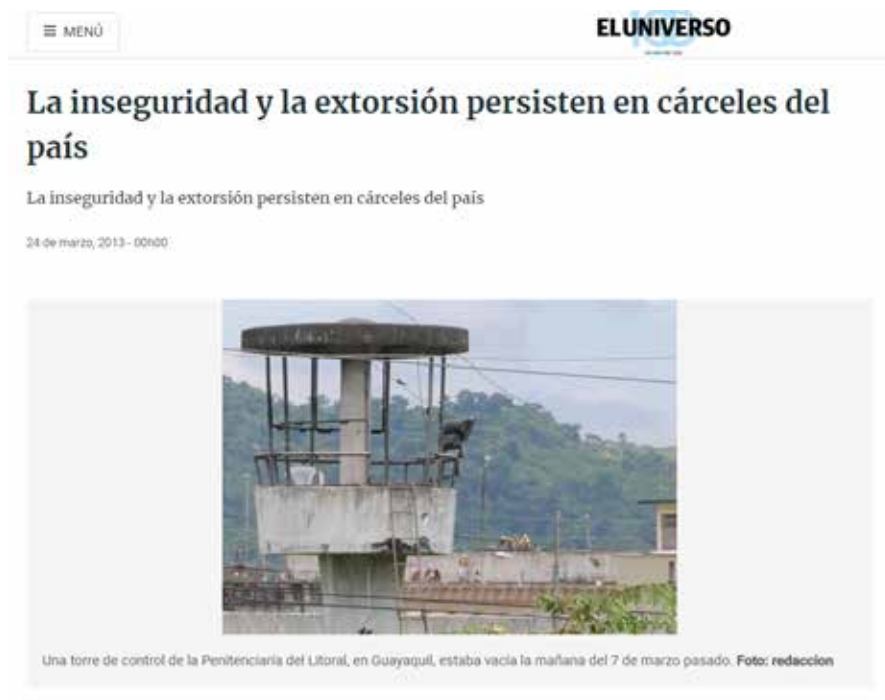 ≡ MENÚ
ELUNIVERSO
La inseguridad y la extorsión persisten en cárceles del
país
La inseguridad y la extorsión persisten en cárceles del país
24 de marzo, 2013 - 00h00
Una torre de control de la Penitenciaría del Litoral, en Guayaquil, estaba vacía la mañana del 7 de marzo pasado. Foto: redaccion